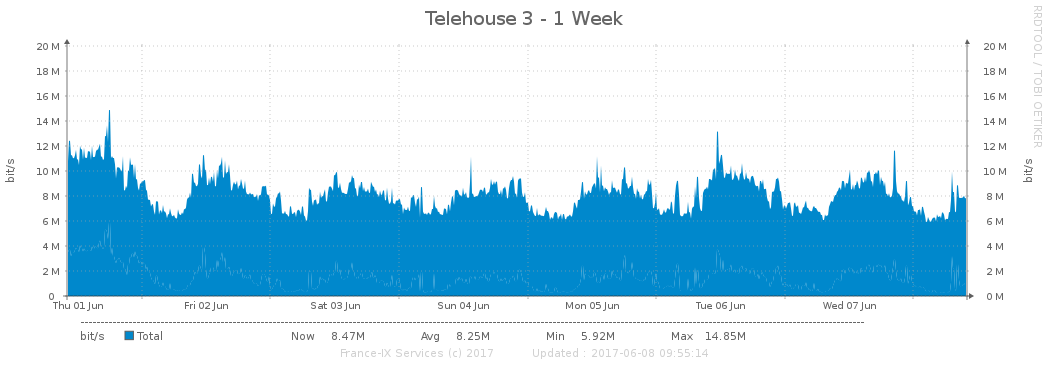 Telehouse 3 - 1 Week
RRDTOOL / TOBI OETIKER
bit/s
20 M 20 M
18 M 18 M
16 M 16 M
14 M 14 M
12 M 12 M
10 M 10 M
8 M 8 M
6 M 6 M
4 M 4 M
2 M 2 M
0 0 M
bit/s
Thu 01 Jun Fri 02 Jun Sat 03 Jun Sun 04 Jun Mon 05 Jun Tue 06 Jun Wed 07 Jun
bit/s Total Now 8.47M Avg 8.25M Min 5.92M Max 14.85M
France-IX Services (c) 2017 Updated : 2017-06-08 09:55:14